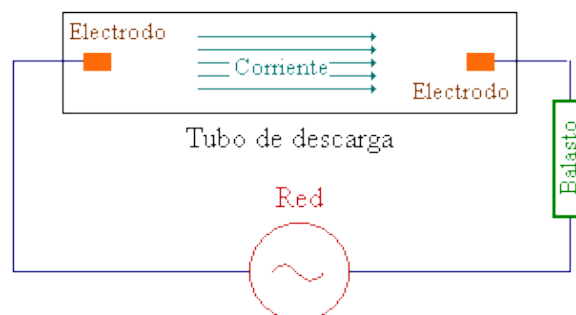 Electrodo
Corriente
Electrodo
Tubo de descarga
Balasto
Red